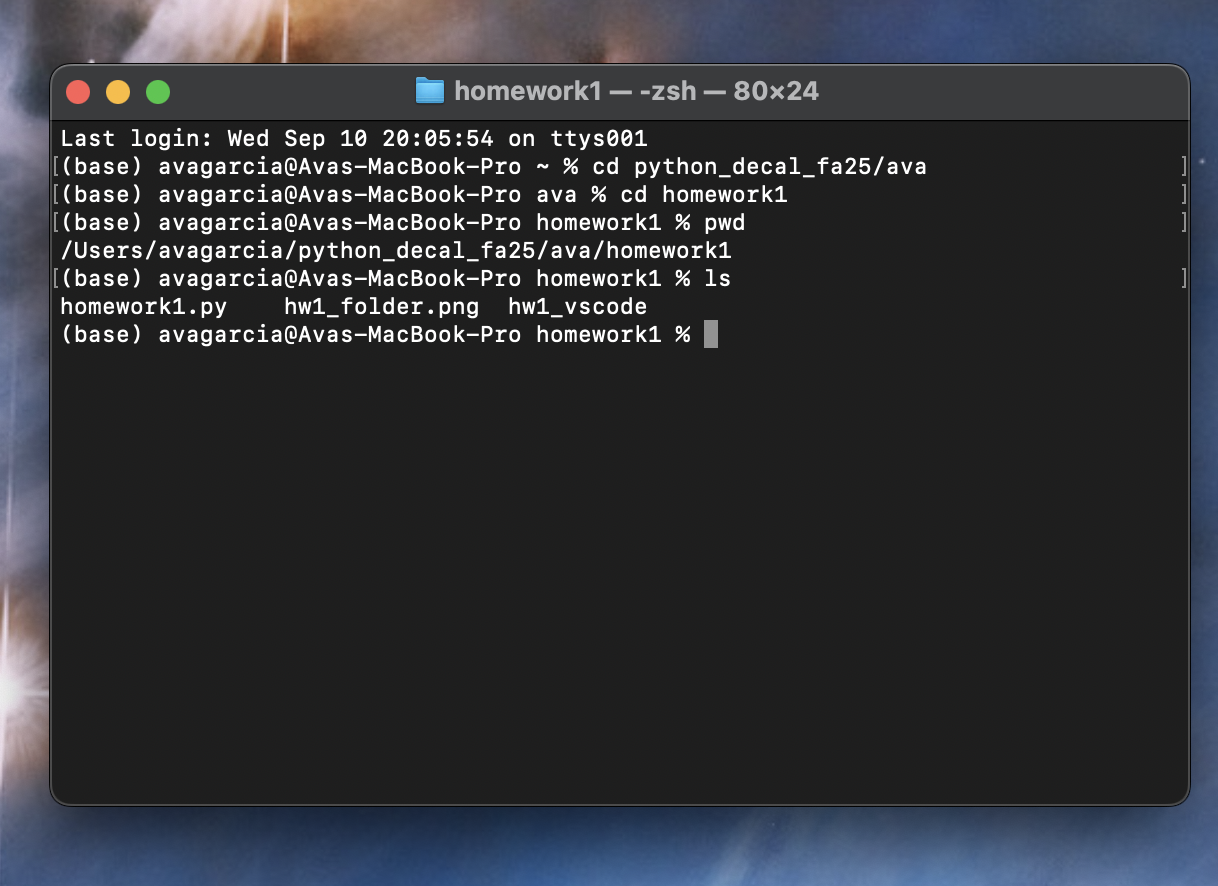 homework1 — -zsh — 80×24
Last login: Wed Sep 10 20:05:54 on ttys001
[(base) avagarcia@Avas-MacBook-Pro ~ % cd python_decal_fa25/ava ]
[(base) avagarcia@Avas-MacBook-Pro ava % cd homework1 ]
[(base) avagarcia@Avas-MacBook-Pro homework1 % pwd ]
/Users/avagarcia/python_decal_fa25/ava/homework1
[(base) avagarcia@Avas-MacBook-Pro homework1 % ls ]
homework1.py    hw1_folder.png  hw1_vscode
(base) avagarcia@Avas-MacBook-Pro homework1 %